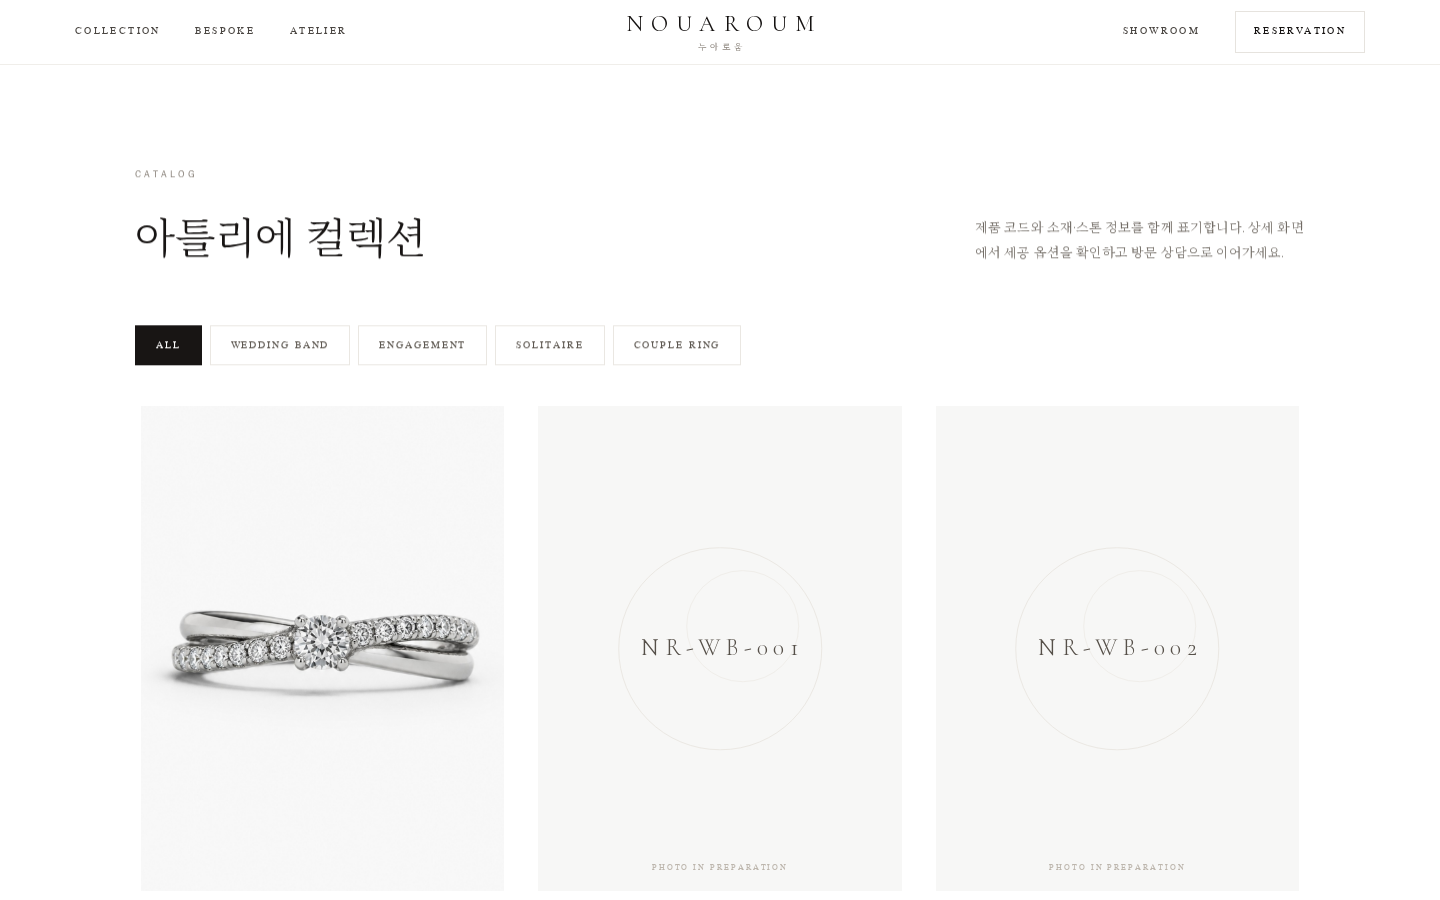 COLLECTION BESPOKE ATELIER NOUAROUM SHOWROOM RESERVATION
누아로움
CATALOG
아틀리에 컬렉션
제품 코드와 소재·스톤 정보를 함께 표기합니다. 상세 화면
에서 세공 옵션을 확인하고 방문 상담으로 이어가세요.
ALL WEDDING BAND ENGAGEMENT SOLITAIRE COUPLE RING
NR-WB-001 NR-WB-002
PHOTO IN PREPARATION PHOTO IN PREPARATION